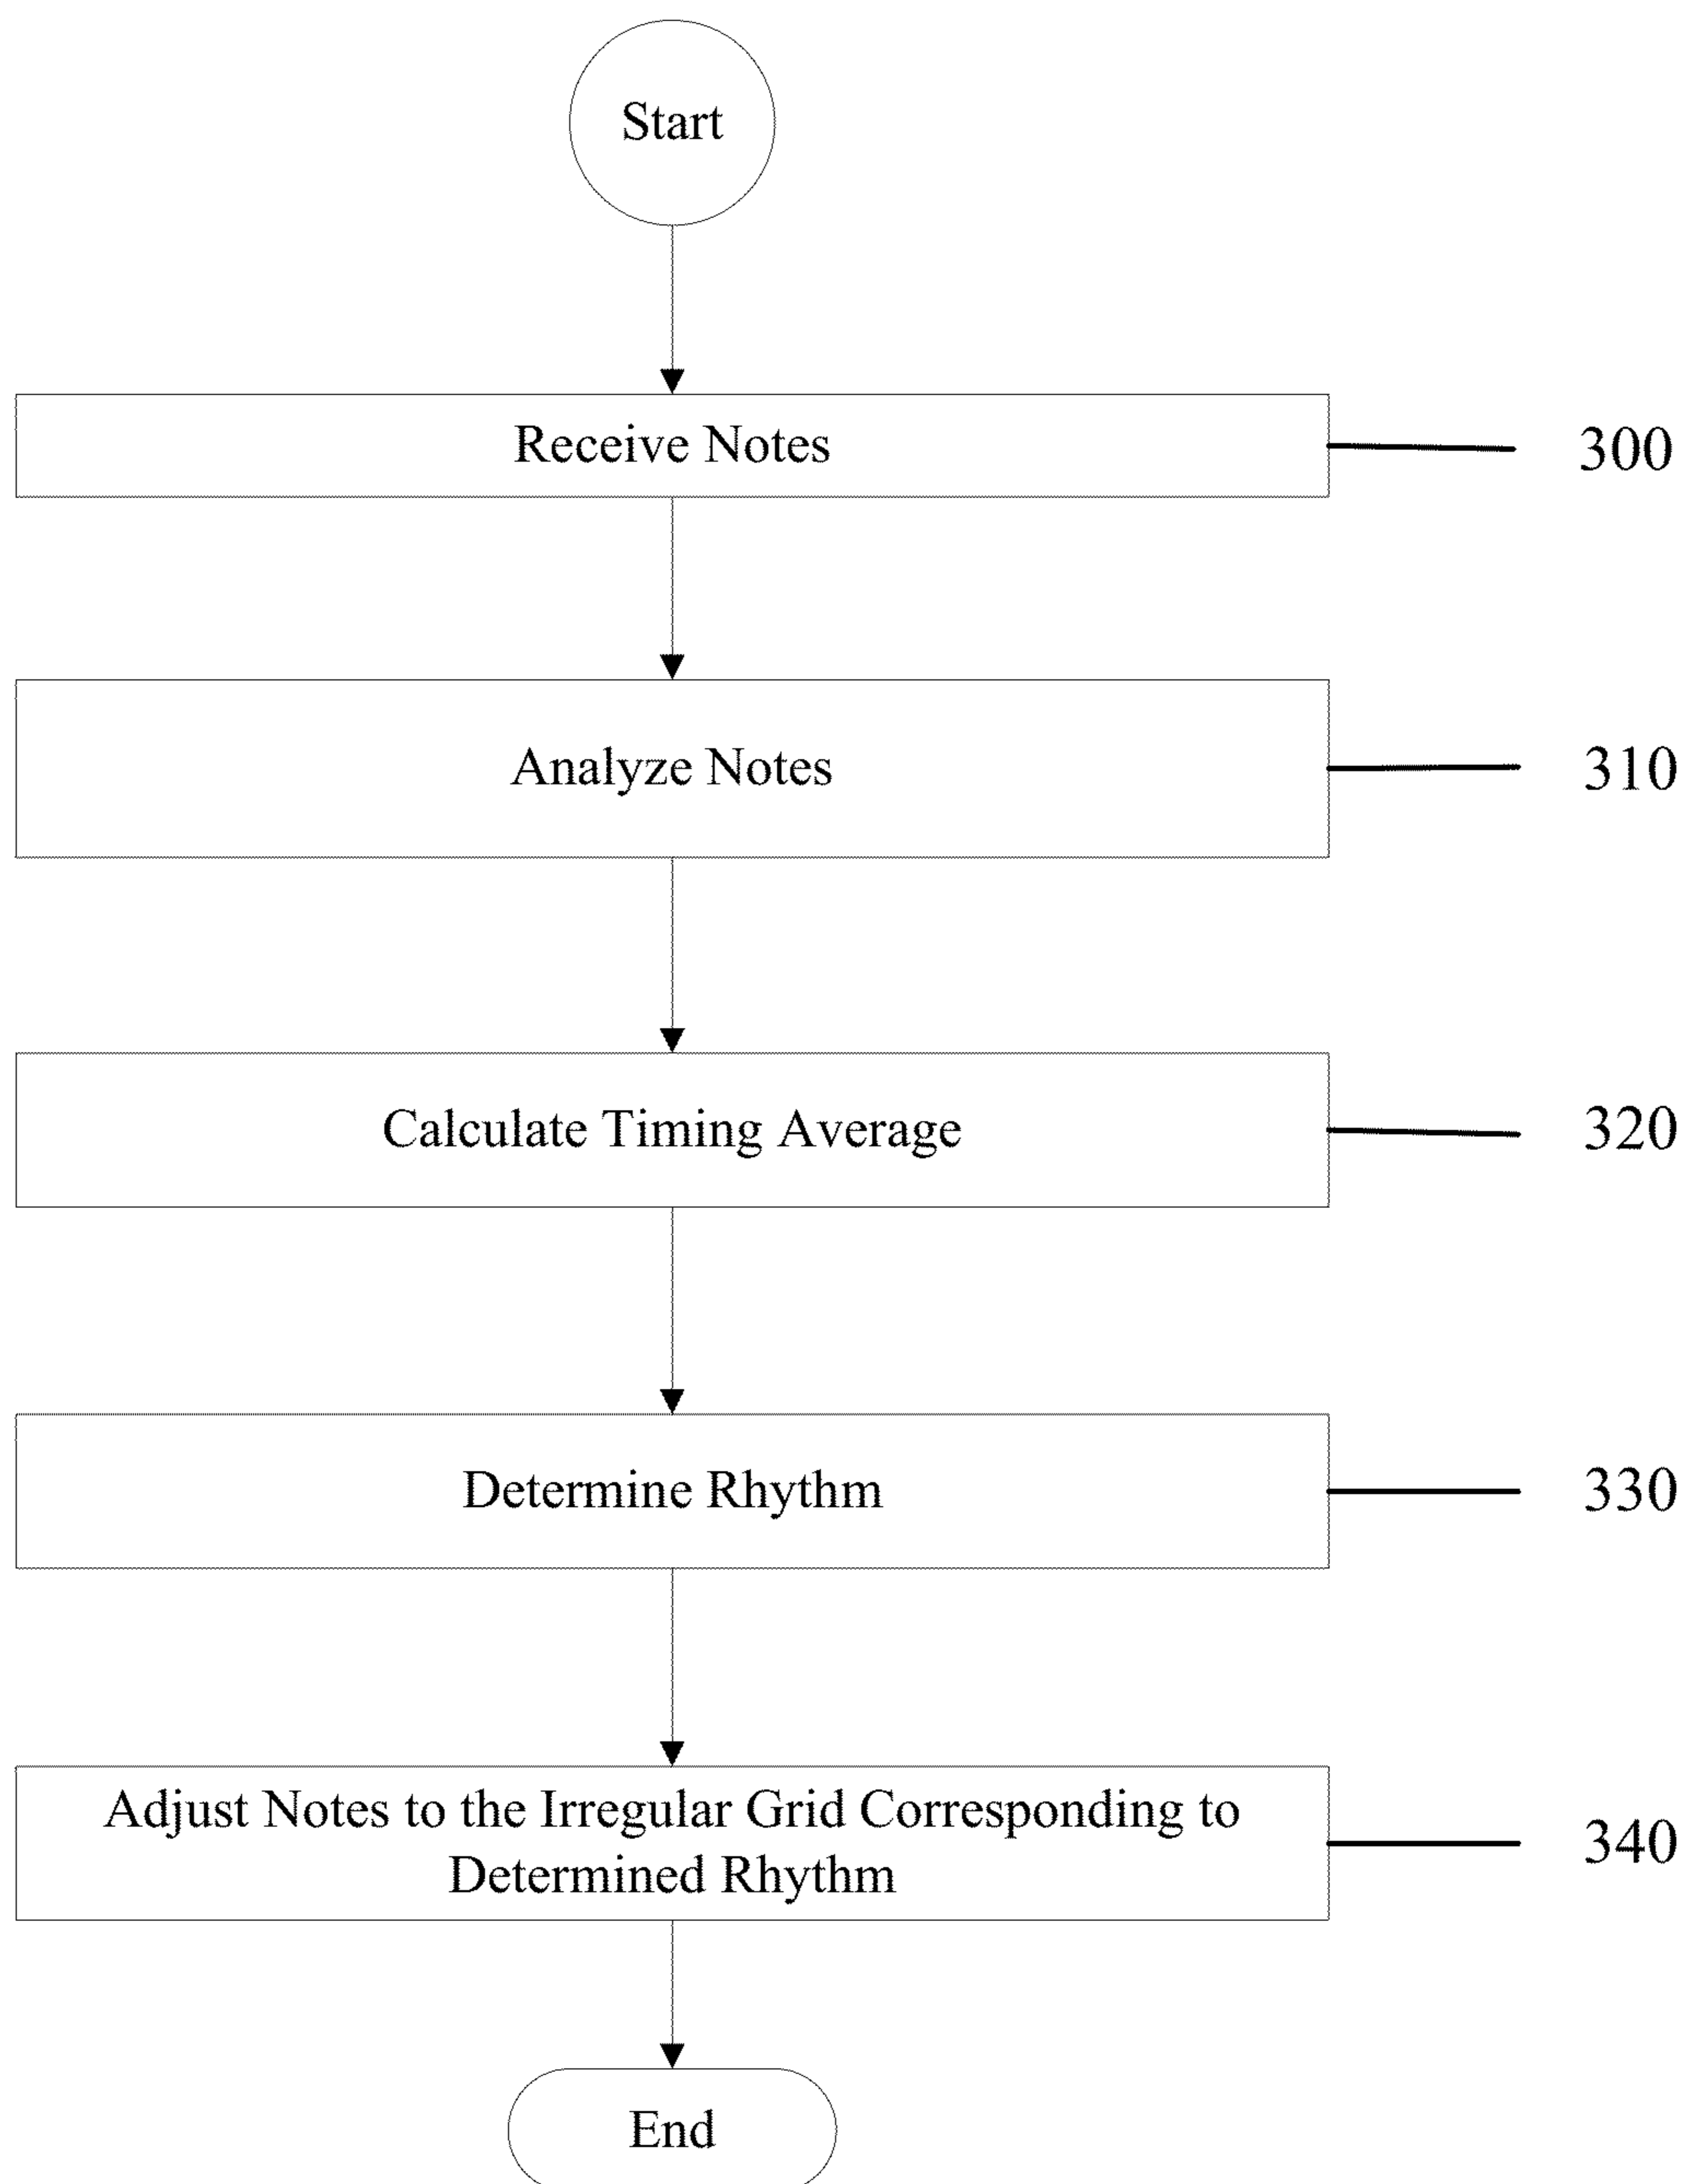 Start
Receive Notes
300
Analyze Notes
310
Calculate Timing Average
320
Determine Rhythm
330
Adjust Notes to the Irregular Grid Corresponding to
Determined Rhythm
340
End